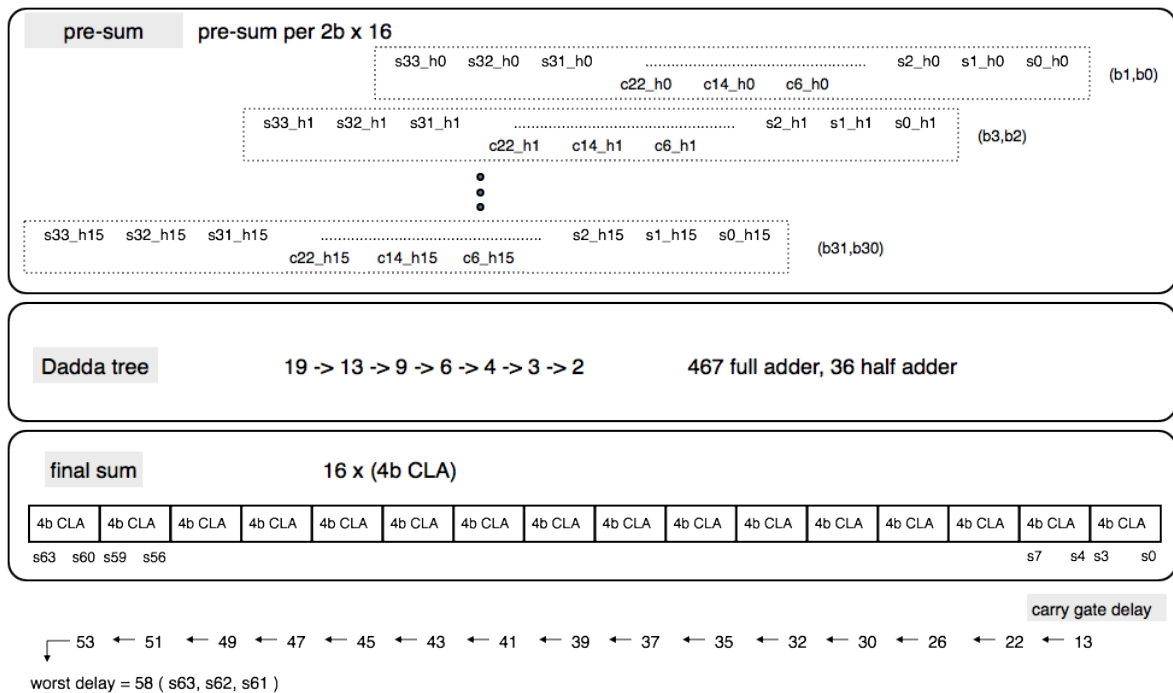 pre-sum pre-sum per 2b x 16
s33_h0 s32_h0 s31_h0 ............................................................ s2_h0 s1_h0 s0_h0
(b1,b0)
c22_h0 c14_h0 c6_h0
s33_h1 s32_h1 s31_h1 ............................................................ s2_h1 s1_h1 s0_h1
(b3,b2)
c22_h1 c14_h1 c6_h1
s33_h15 s32_h15 s31_h15 ............................................................ s2_h15 s1_h15 s0_h15
(b31,b30)
c22_h15 c14_h15 c6_h15
Dadda tree 19 -> 13 -> 9 -> 6 -> 4 -> 3 -> 2 467 full adder, 36 half adder
final sum 16 x (4b CLA)
4b CLA 4b CLA 4b CLA 4b CLA 4b CLA 4b CLA 4b CLA 4b CLA 4b CLA 4b CLA 4b CLA 4b CLA 4b CLA 4b CLA 4b CLA 4b CLA
s63 s60 s59 s56 s7 s4 s3 s0
carry gate delay
53 ← 51 ← 49 ← 47 ← 45 ← 43 ← 41 ← 39 ← 37 ← 35 ← 32 ← 30 ← 26 ← 22 ← 13
worst delay = 58 ( s63, s62, s61 )